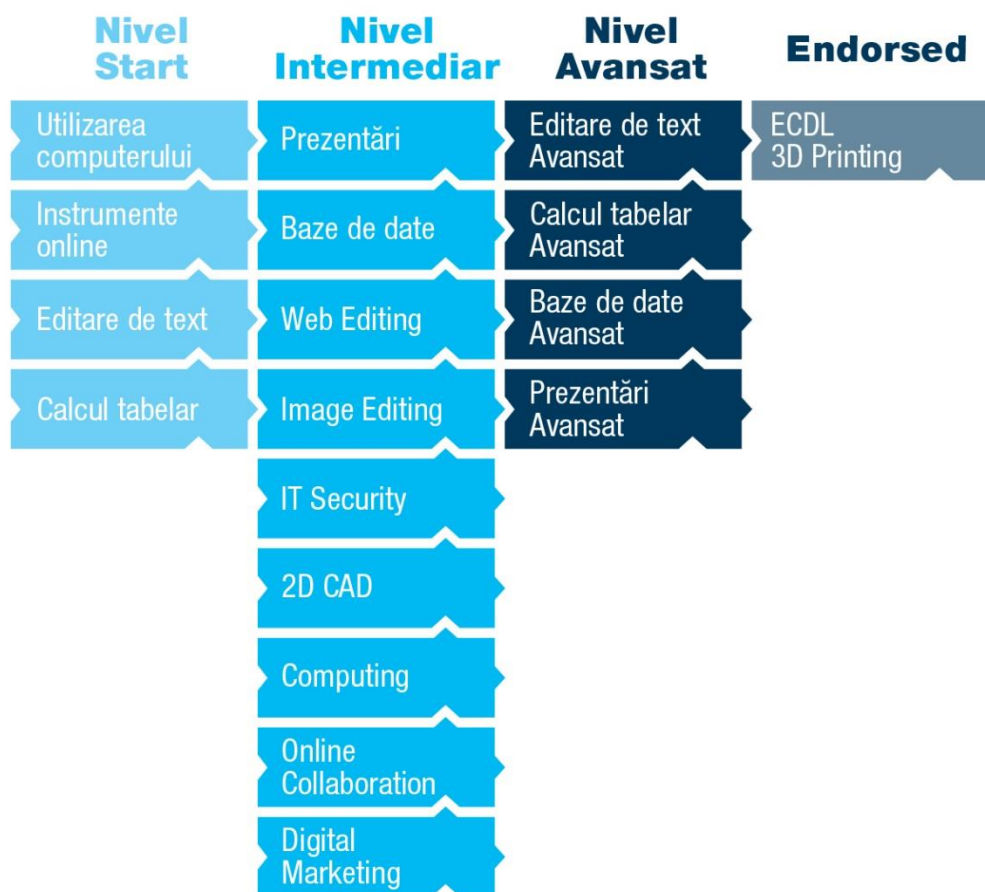 Nivel
Start
Utilizarea
computerului
Instrumente
online
Editare de text
Calcul tabelar
Nivel
Intermediar
Prezentări
Baze de date
Web Editing
Image Editing
IT Security
2D CAD
Computing
Online
Collaboration
Digital
Marketing
Nivel
Avansat
Editare de text
Avansat
Calcul tabelar
Avansat
Baze de date
Avansat
Prezentări
Avansat
Endorsed
ECDL
3D Printing